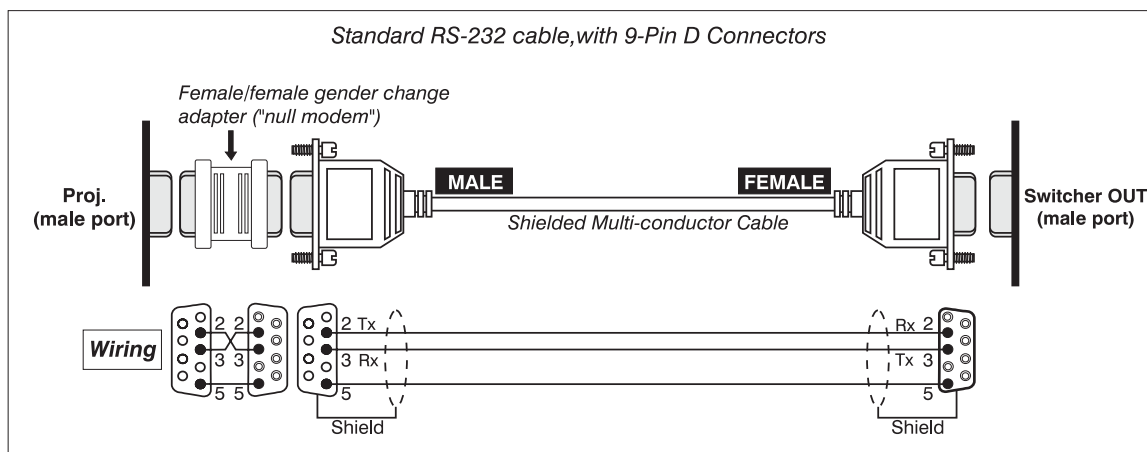 Standard RS-232 cable,with 9-Pin D Connectors
Female/female gender change
adapter ("null modem")
Proj.
(male port)
MALE
FEMALE
Shielded Multi-conductor Cable
Switcher OUT
(male port)
Wiring
2 2
3 3
5 5
2 Tx
3 Rx
5
Shield
Rx 2
Tx 3
5
Shield